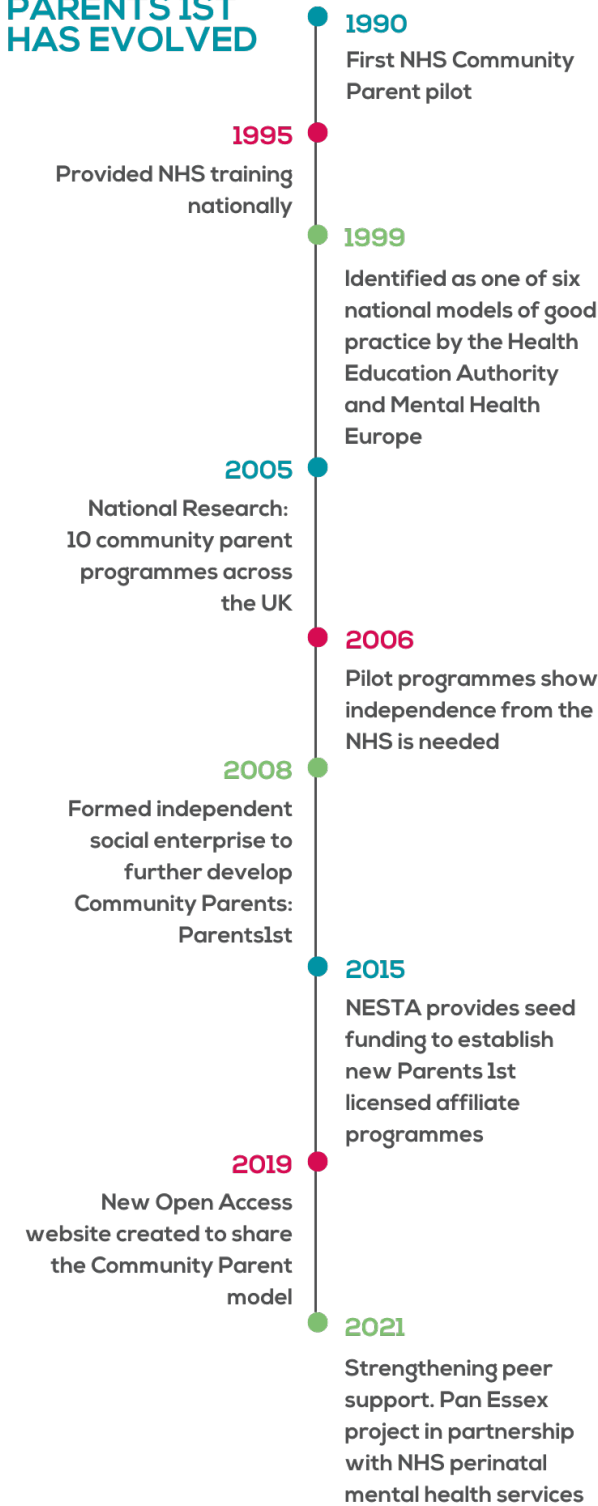 PARENTS 1ST
HAS EVOLVED
1990
First NHS Community
Parent pilot
1995
Provided NHS training
nationally
1999
Identified as one of six
national models of good
practice by the Health
Education Authority
and Mental Health
Europe
2005
National Research:
10 community parent
programmes across
the UK
2006
Pilot programmes show
independence from the
NHS is needed
2008
Formed independent
social enterprise to
further develop
Community Parents:
Parents1st
2015
NESTA provides seed
funding to establish
new Parents 1st
licensed affiliate
programmes
2019
New Open Access
website created to share
the Community Parent
model
2021
Strengthening peer
support. Pan Essex
project in partnership
with NHS perinatal
mental health services